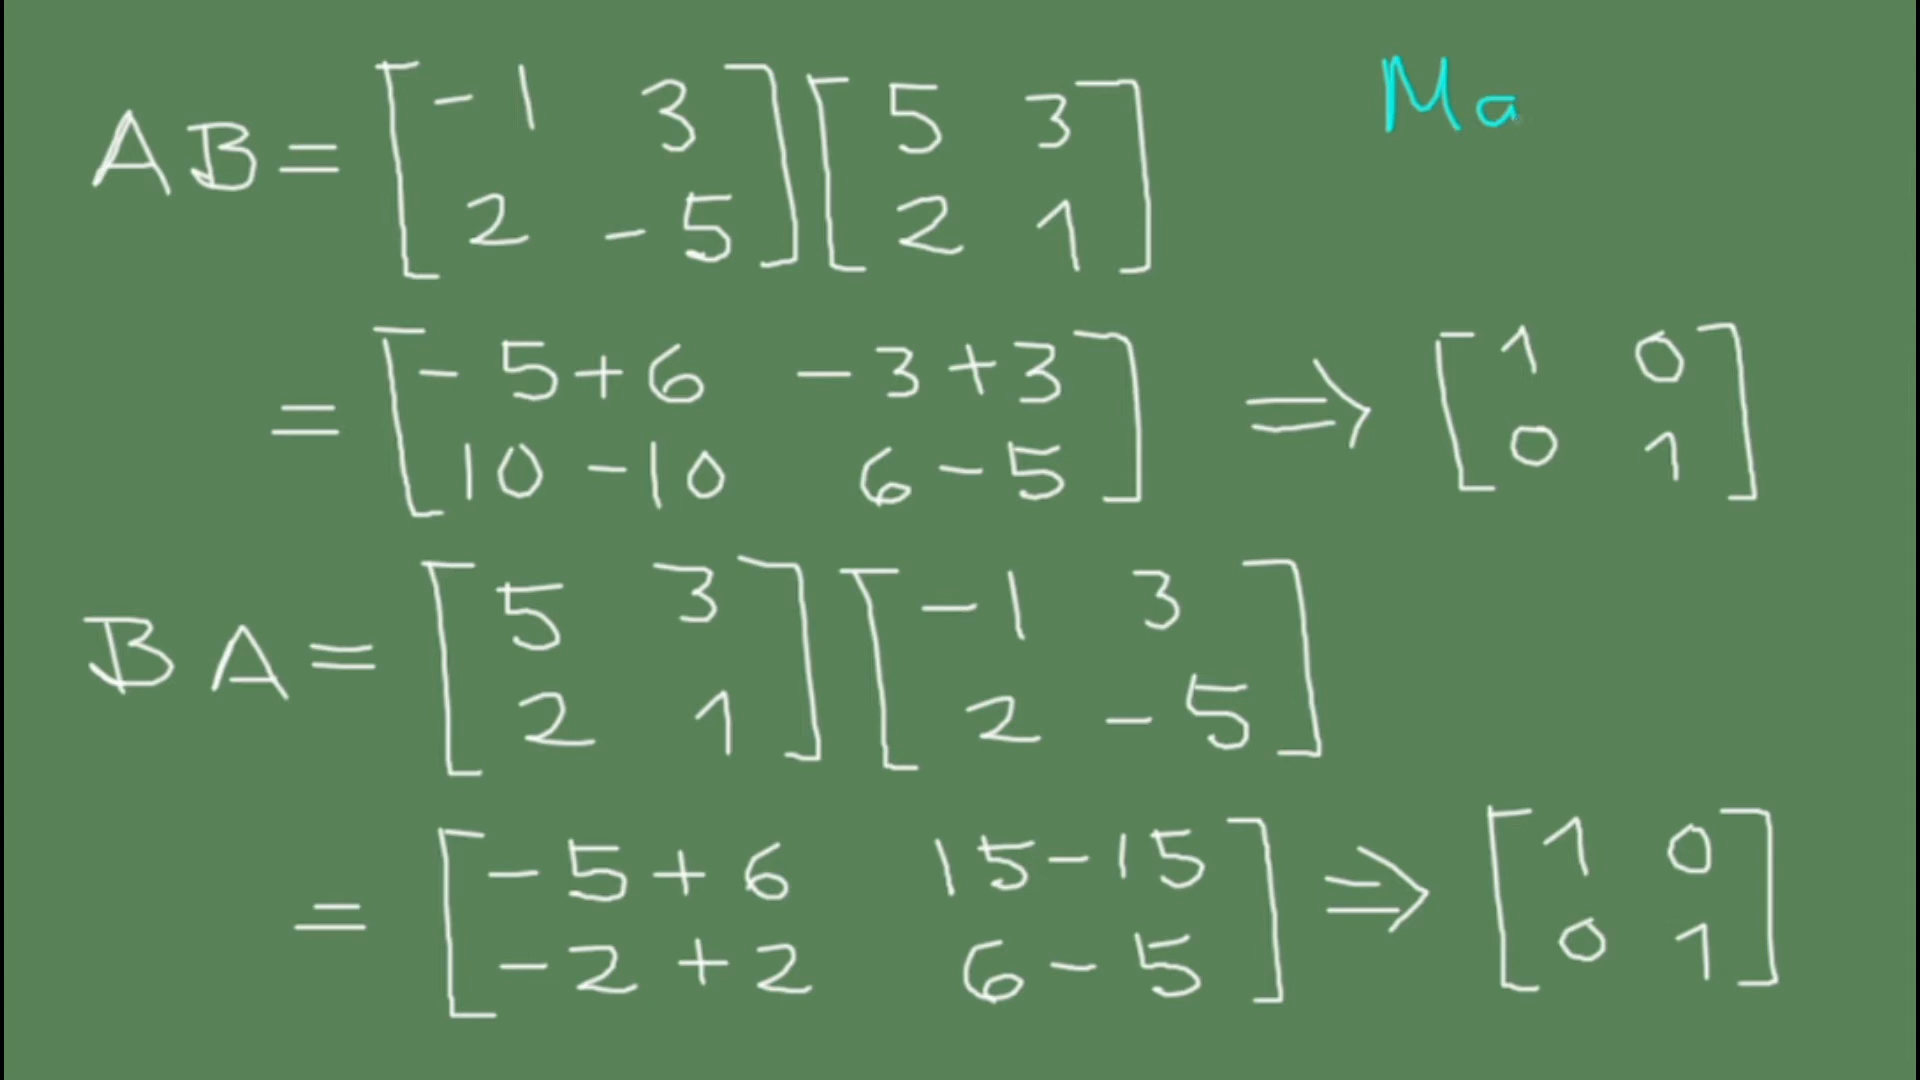 AB = [ -1 3 ] [ 5 3 ] Ma
[ 2 -5 ] [ 2 1 ]
= [ -5+6 -3+3 ] ⇒ [ 1 0 ]
[ 10-10 6-5 ] [ 0 1 ]
BA = [ 5 3 ] [ -1 3 ]
[ 2 1 ] [ 2 -5 ]
= [ -5+6 15-15 ] ⇒ [ 1 0 ]
[ -2+2 6-5 ] [ 0 1 ]